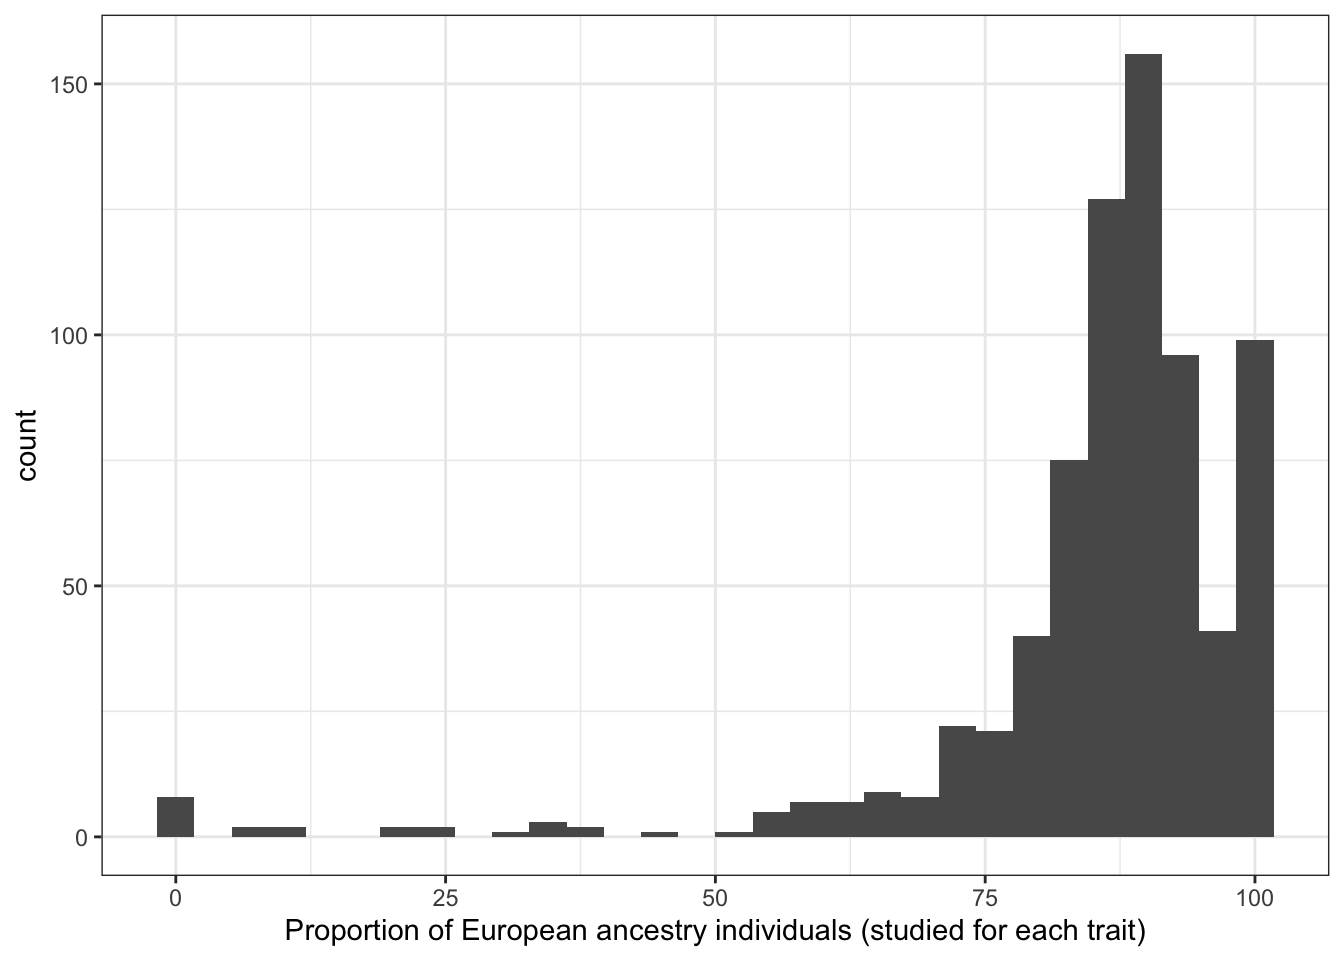 150
100
50
0
count
0 25 50 75 100
Proportion of European ancestry individuals (studied for each trait)